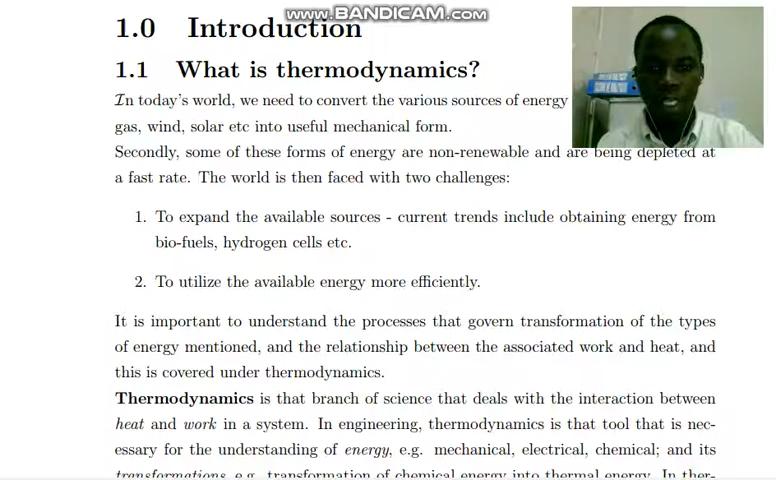 www.BANDICAM.com
1.0 Introduction
1.1 What is thermodynamics?
In today's world, we need to convert the various sources of energy
gas, wind, solar etc into useful mechanical form.
Secondly, some of these forms of energy are non-renewable and are being depleted at
a fast rate. The world is then faced with two challenges:
1. To expand the available sources - current trends include obtaining energy from
bio-fuels, hydrogen cells etc.
2. To utilize the available energy more efficiently.
It is important to understand the processes that govern transformation of the types
of energy mentioned, and the relationship between the associated work and heat, and
this is covered under thermodynamics.
Thermodynamics is that branch of science that deals with the interaction between
heat and work in a system. In engineering, thermodynamics is that tool that is nec-
essary for the understanding of energy, e.g. mechanical, electrical, chemical; and its
transformations e.g. transformation of chemical energy into thermal energy. In ther-